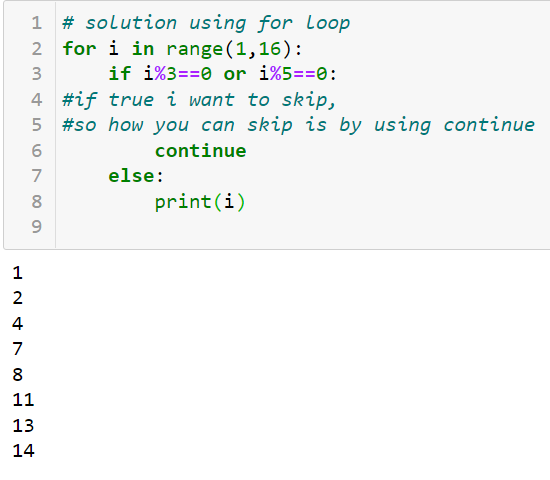 1 # solution using for loop
2 for i in range(1,16):
3     if i%3==0 or i%5==0:
4 #if true i want to skip,
5 #so how you can skip is by using continue
6         continue
7     else:
8         print(i)
9
1
2
4
7
8
11
13
14